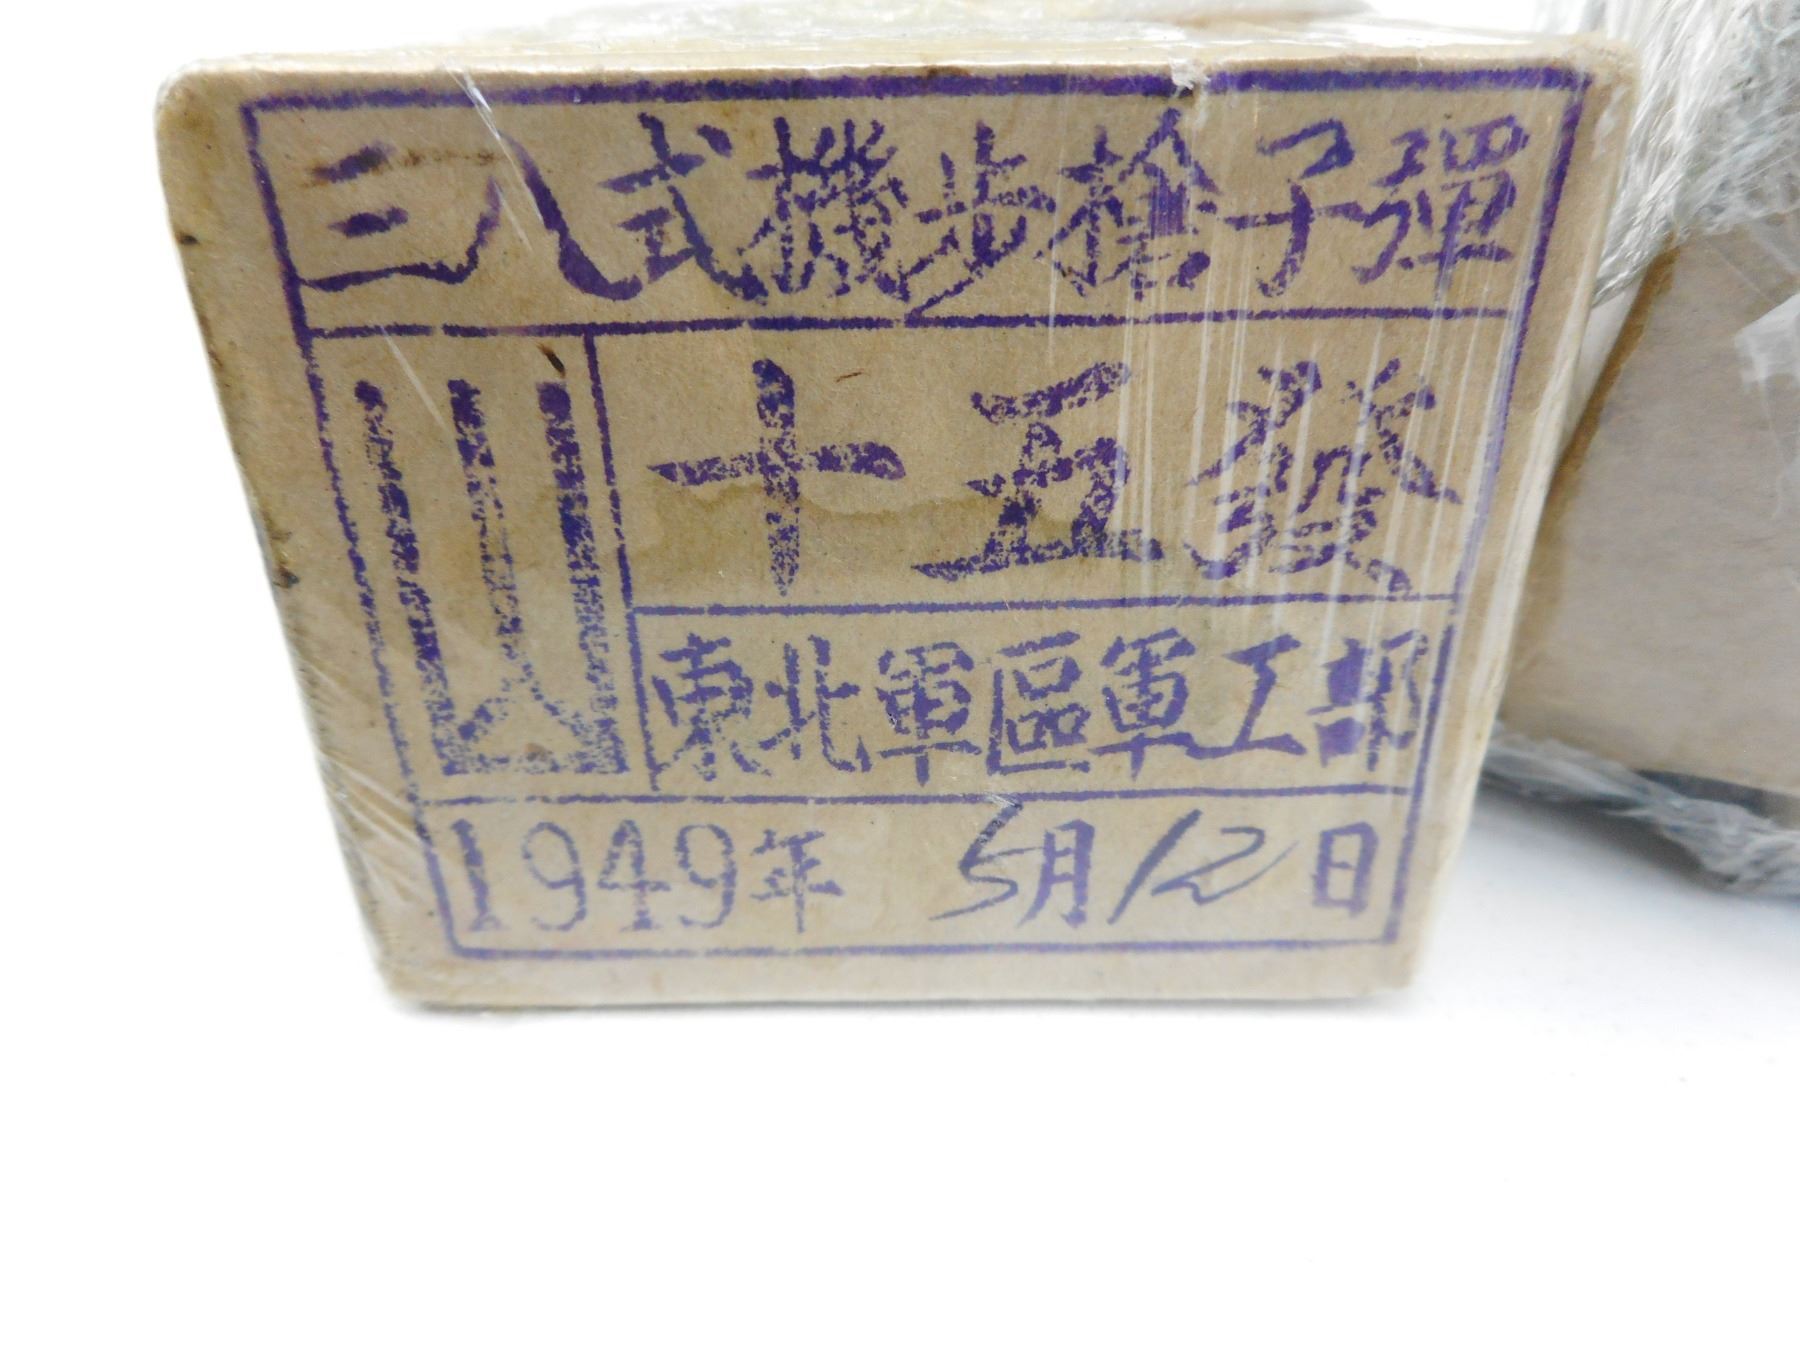 三八式機步槍子彈
十五發
東北軍區軍工部
1949年 5月12日